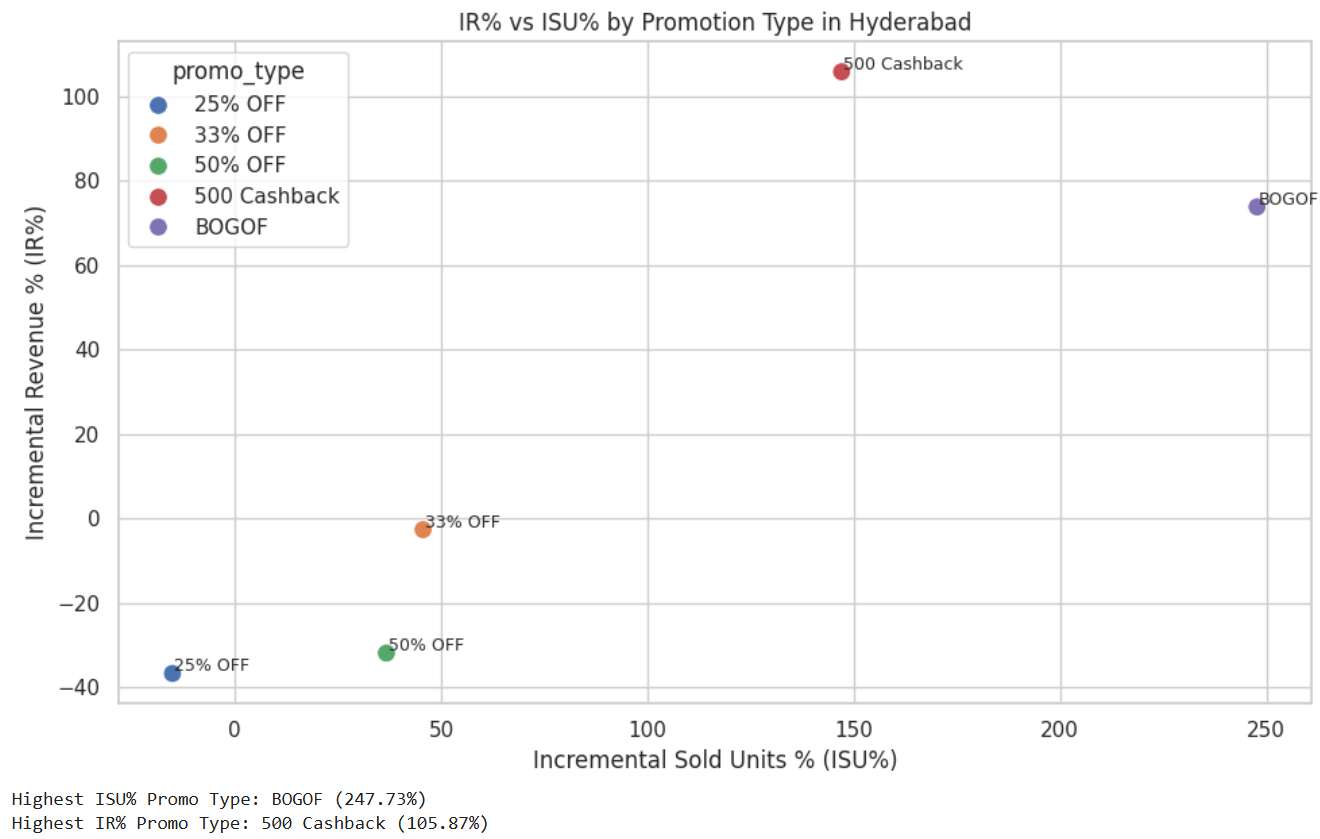 IR% vs ISU% by Promotion Type in Hyderabad
promo_type
25% OFF
33% OFF
50% OFF
500 Cashback
BOGOF
500 Cashback
BOGOF
33% OFF
50% OFF
25% OFF
Incremental Revenue % (IR%)
100
80
60
40
20
0
−20
−40
0 50 100 150 200 250
Incremental Sold Units % (ISU%)
Highest ISU% Promo Type: BOGOF (247.73%)
Highest IR% Promo Type: 500 Cashback (105.87%)